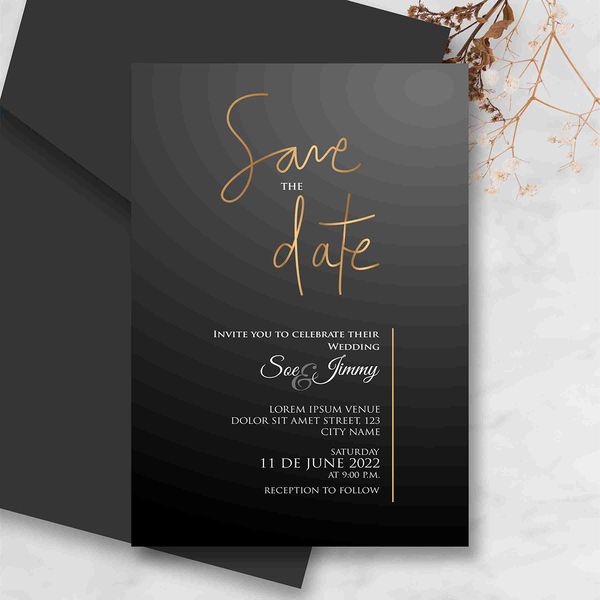 Save
THE
date
INVITE YOU TO CELEBRATE THEIR
WEDDING
Soe & Jimmy
LOREM IPSUM VENUE
DOLOR SIT AMET STREET, 123
CITY NAME
SATURDAY
11 DE JUNE 2022
AT 9:00 P.M.
RECEPTION TO FOLLOW